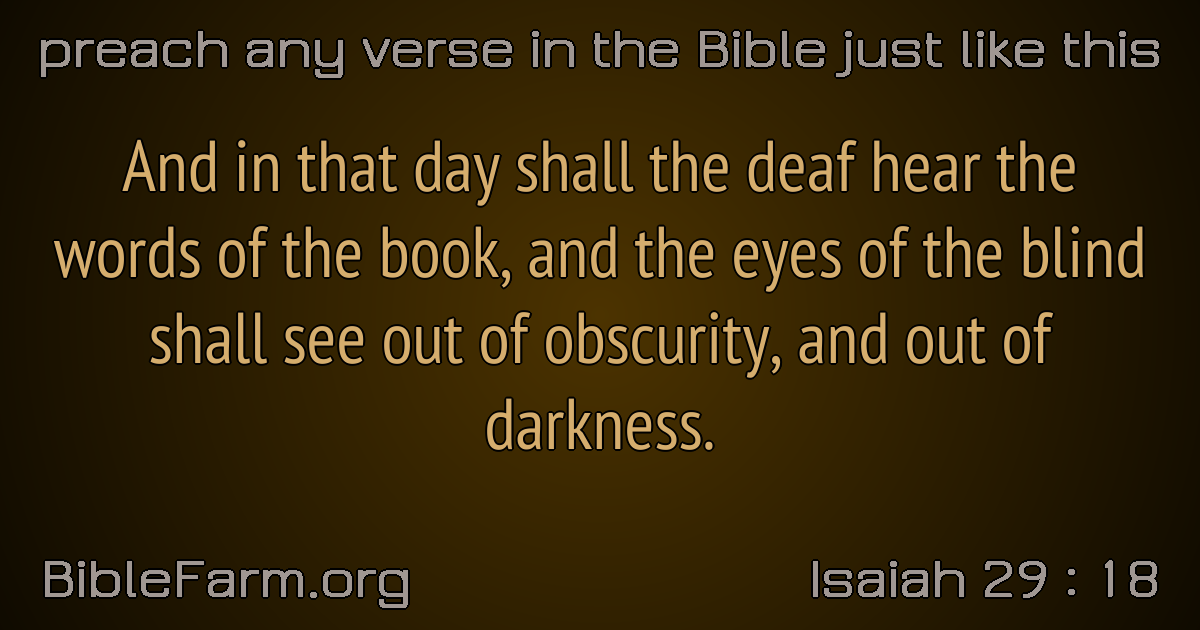 preach any verse in the Bible just like this
And in that day shall the deaf hear the
words of the book, and the eyes of the blind
shall see out of obscurity, and out of
darkness.
BibleFarm.org
Isaiah 29 : 18